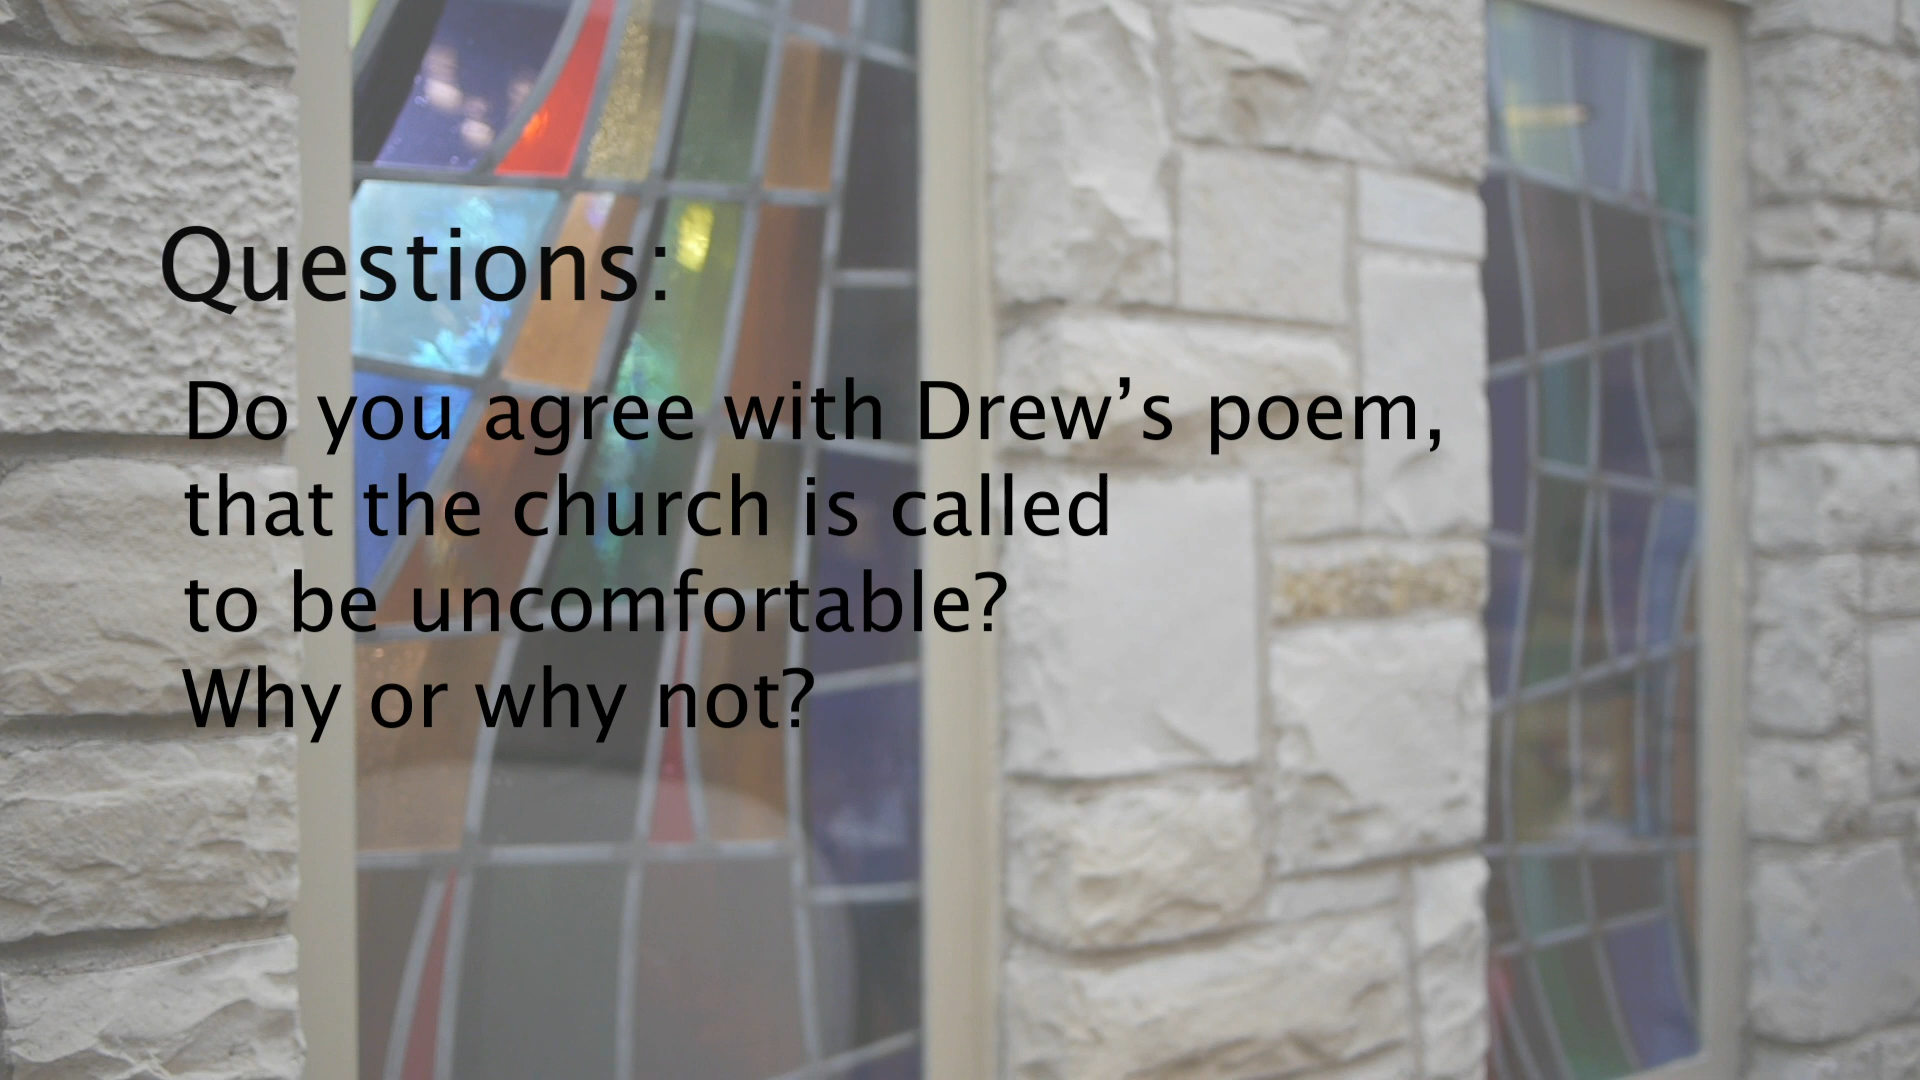 Questions:
Do you agree with Drew’s poem,
that the church is called
to be uncomfortable?
Why or why not?